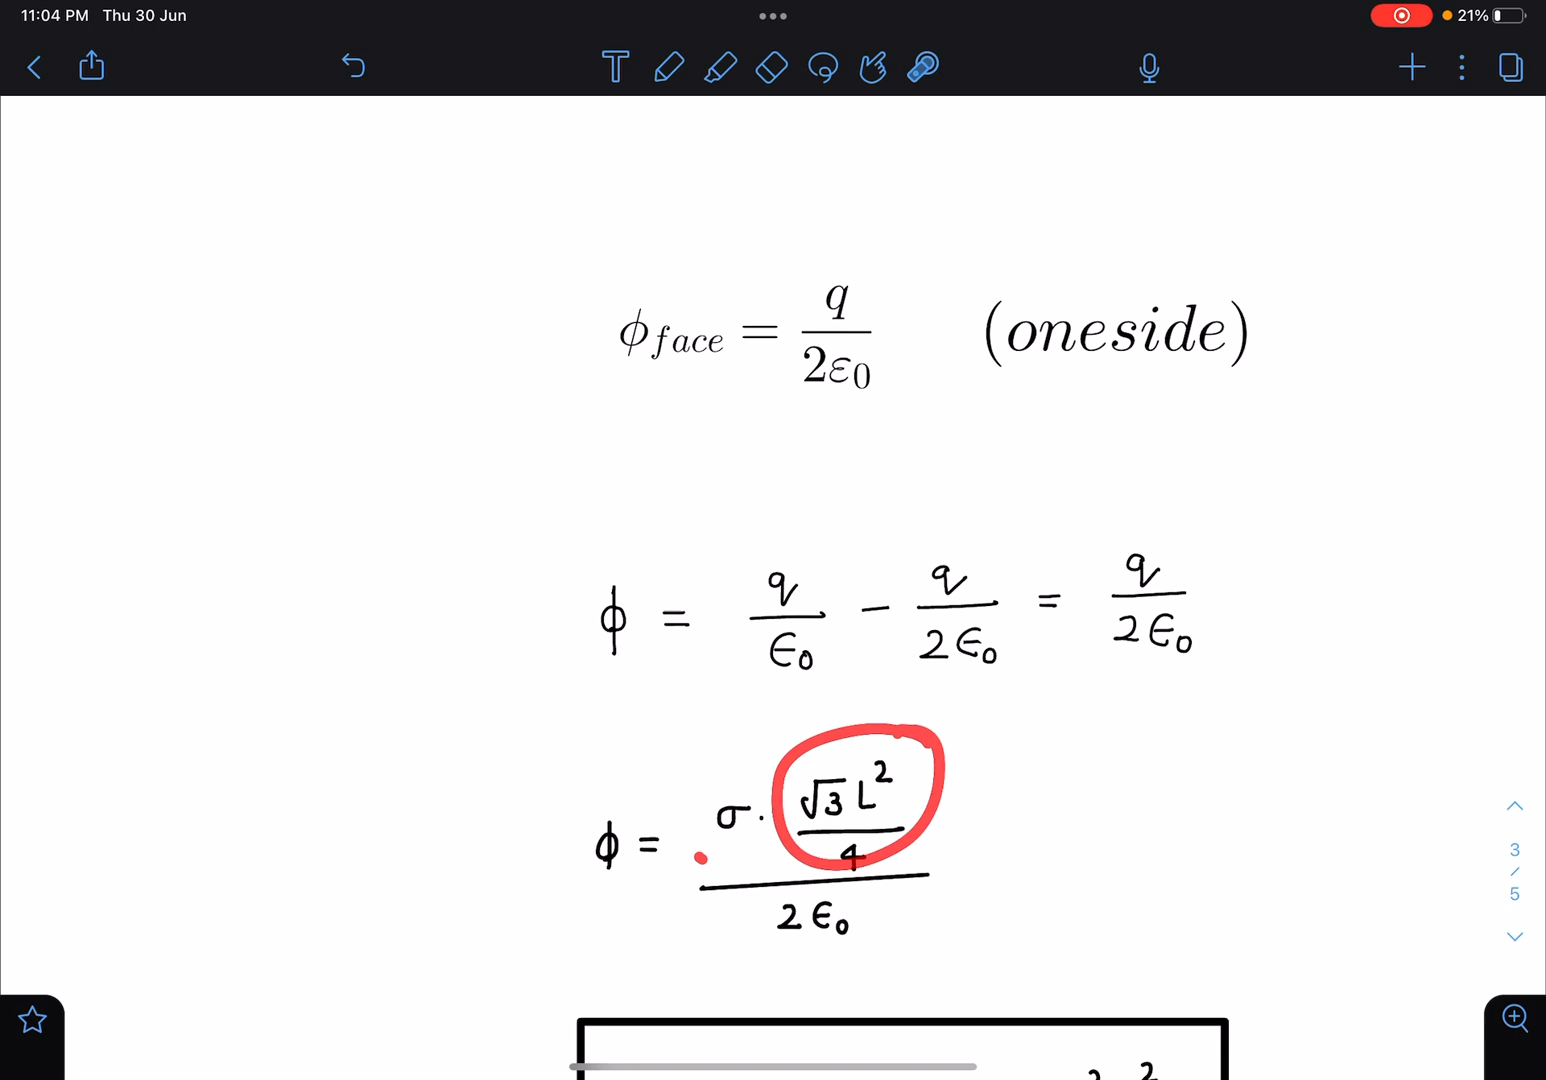 11:04 PM Thu 30 Jun
21%
T
ϕ_face = q / 2ε₀ (oneside)
ϕ = q / ϵ₀ − q / 2ϵ₀ = q / 2ϵ₀
ϕ = σ · (√3 L² / 4) / 2ϵ₀
3 / 5